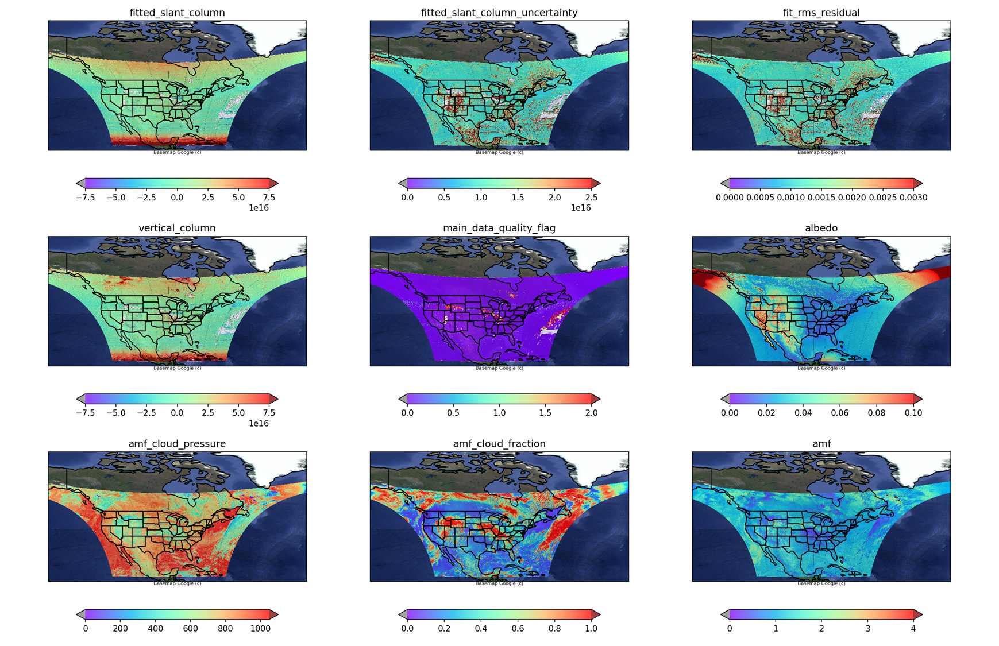 fitted_slant_column
fitted_slant_column_uncertainty
fit_rms_residual
Basemap Google (c)
Basemap Google (c)
Basemap Google (c)
−7.5 −5.0 −2.5 0.0 2.5 5.0 7.5
1e16
0.0 0.5 1.0 1.5 2.0 2.5
1e16
0.0000 0.0005 0.0010 0.0015 0.0020 0.0025 0.0030
vertical_column
main_data_quality_flag
albedo
Basemap Google (c)
Basemap Google (c)
Basemap Google (c)
−7.5 −5.0 −2.5 0.0 2.5 5.0 7.5
1e16
0.0 0.5 1.0 1.5 2.0
0.00 0.02 0.04 0.06 0.08 0.10
amf_cloud_pressure
amf_cloud_fraction
amf
Basemap Google (c)
Basemap Google (c)
Basemap Google (c)
0 200 400 600 800 1000
0.0 0.2 0.4 0.6 0.8 1.0
0 1 2 3 4